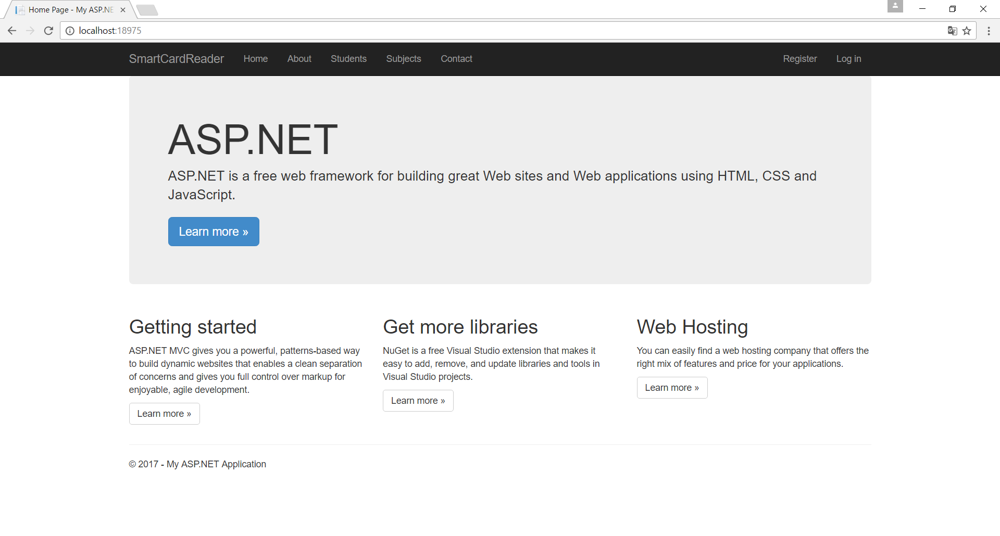 Home Page - My ASP.NE
localhost:18975
SmartCardReader Home About Students Subjects Contact Register Log in
ASP.NET
ASP.NET is a free web framework for building great Web sites and Web applications using HTML, CSS and
JavaScript.
Learn more »
Getting started
ASP.NET MVC gives you a powerful, patterns-based way
to build dynamic websites that enables a clean separation
of concerns and gives you full control over markup for
enjoyable, agile development.
Learn more »
Get more libraries
NuGet is a free Visual Studio extension that makes it
easy to add, remove, and update libraries and tools in
Visual Studio projects.
Learn more »
Web Hosting
You can easily find a web hosting company that offers the
right mix of features and price for your applications.
Learn more »
© 2017 - My ASP.NET Application